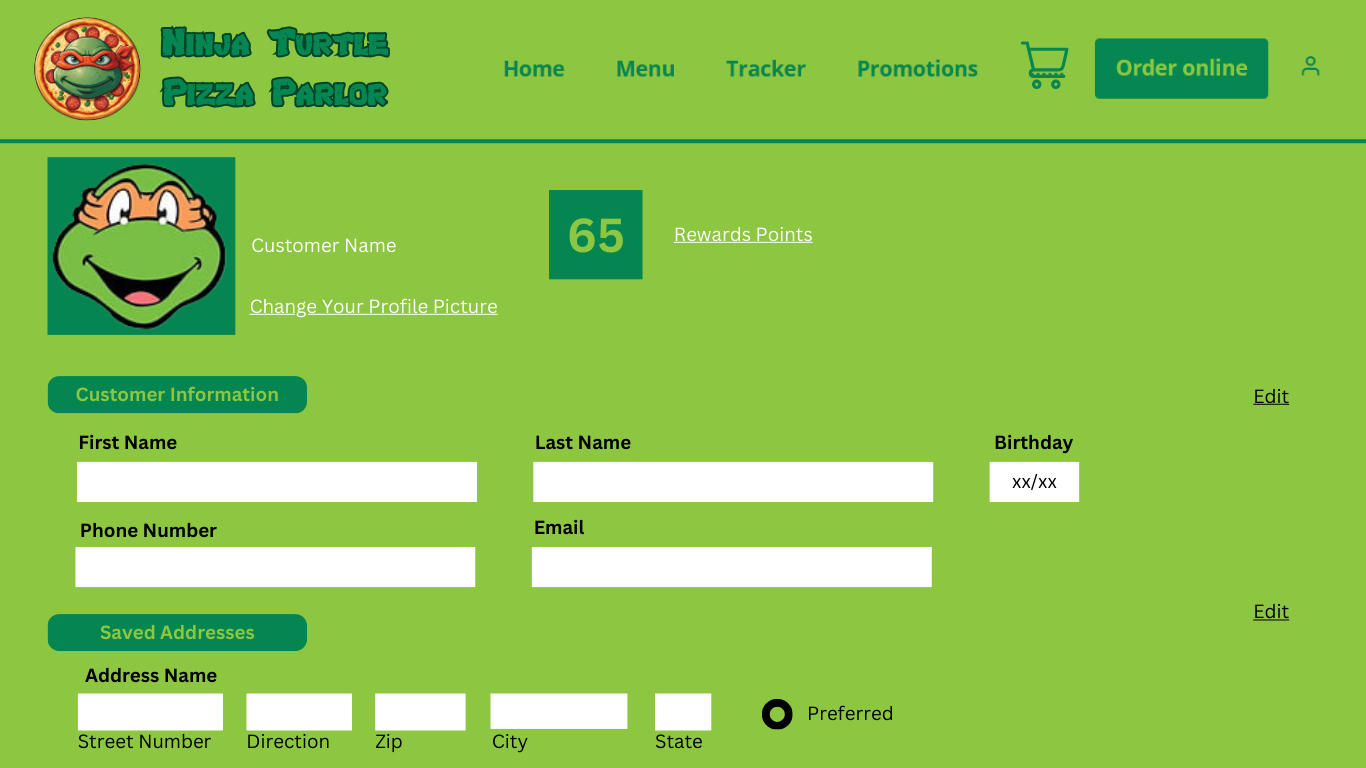 Ninja Turtle
Pizza Parlor
Home Menu Tracker Promotions Order online
65 Rewards Points
Customer Name
Change Your Profile Picture
Customer Information Edit
First Name Last Name Birthday
xx/xx
Phone Number Email
Edit
Saved Addresses
Address Name
Preferred
Street Number Direction Zip City State